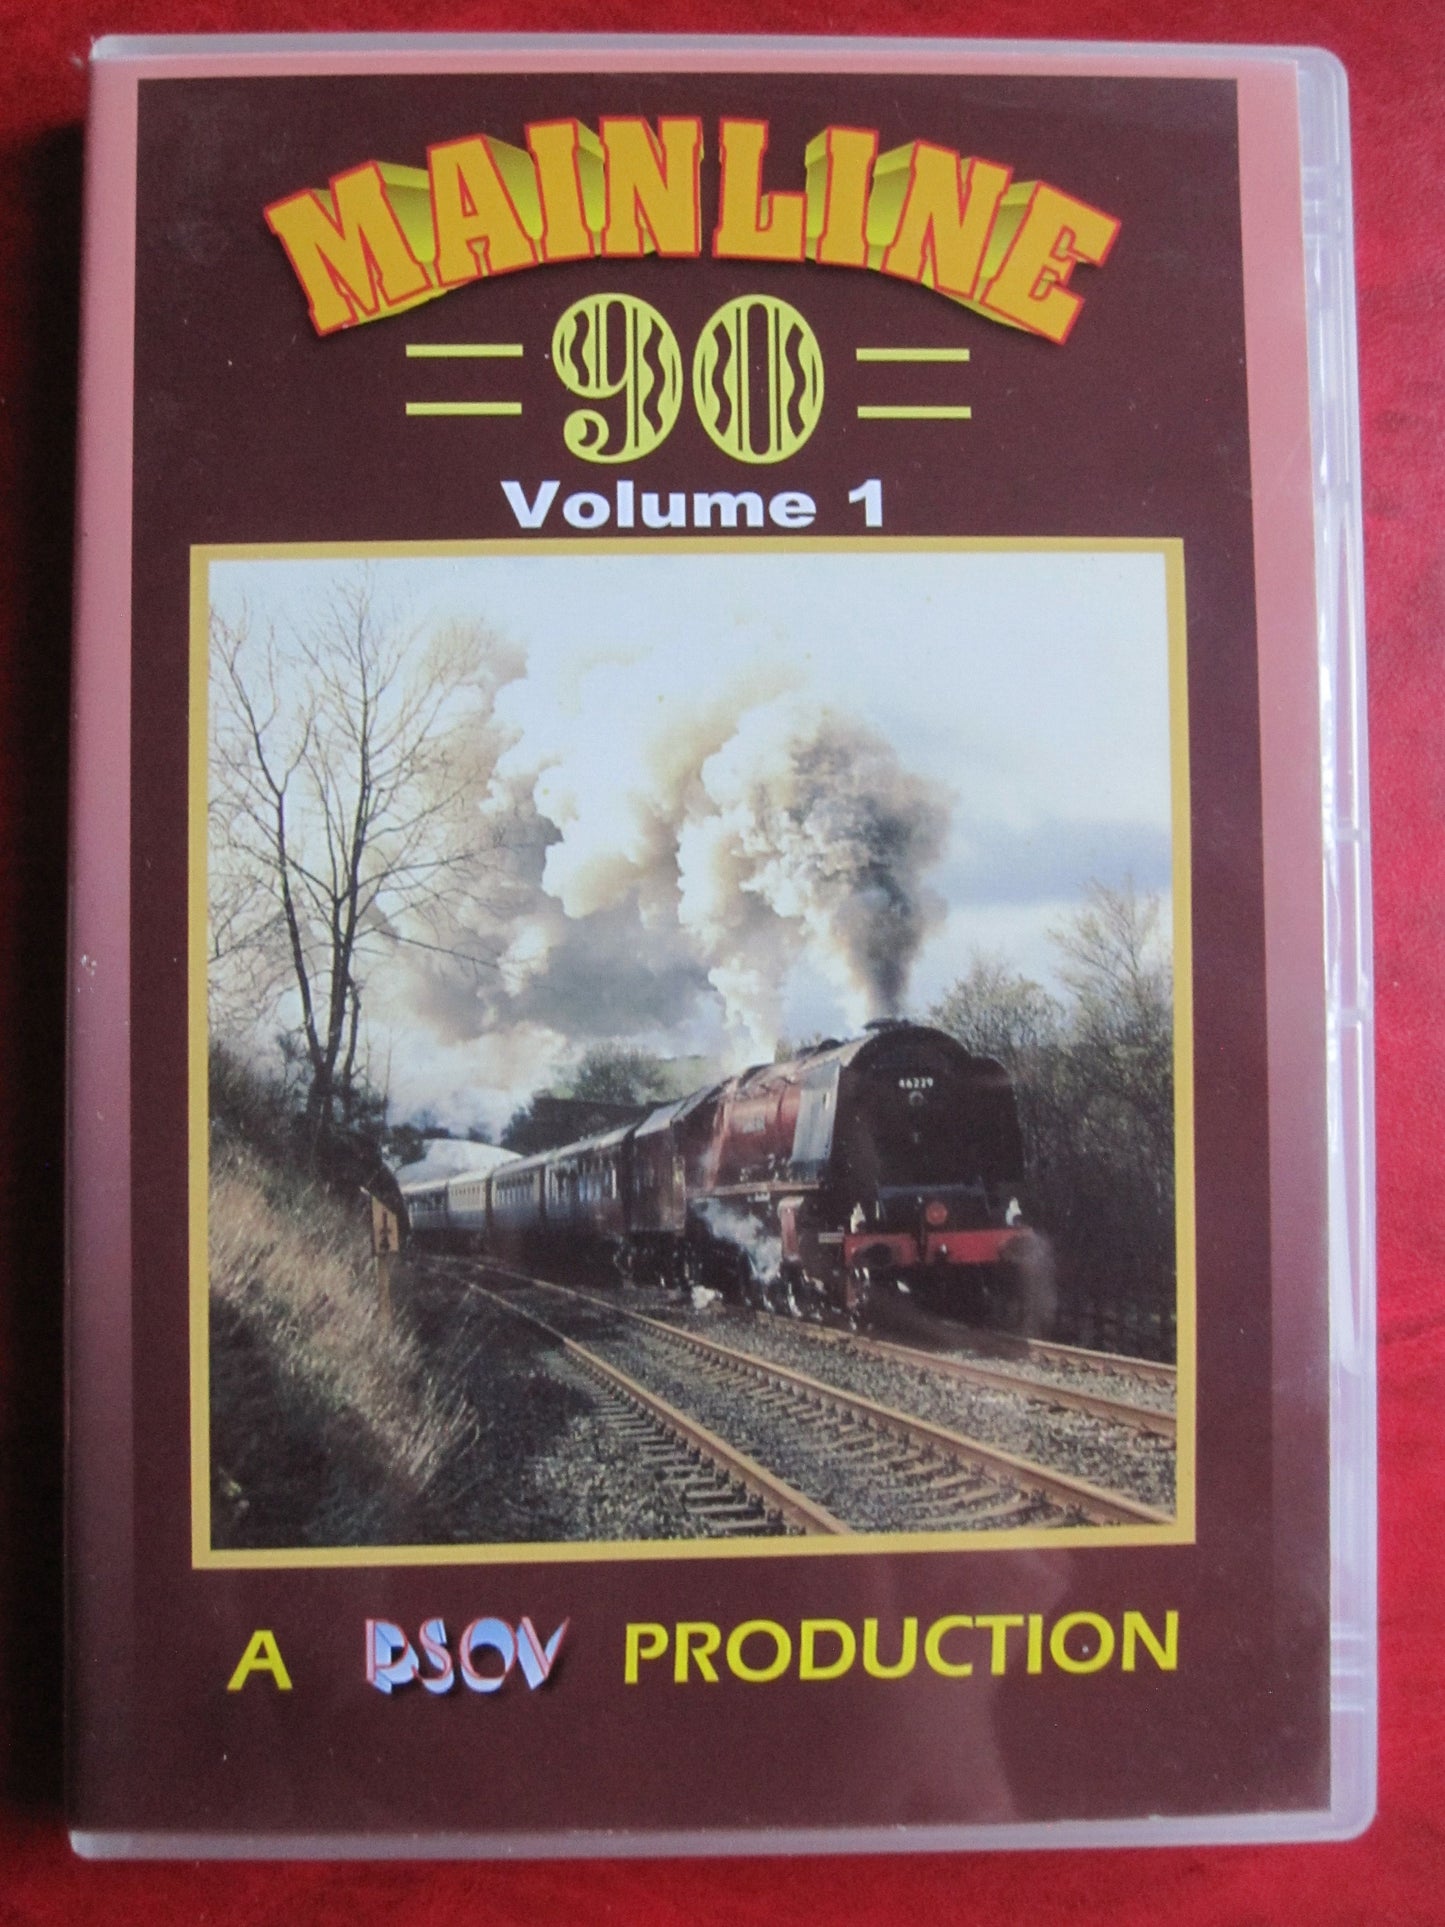 MAINLINE
90
Volume 1
46229
A PSOV PRODUCTION